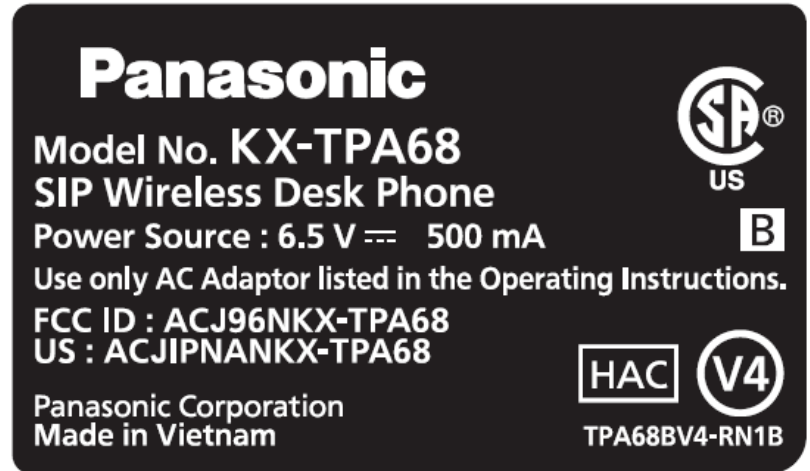 Panasonic
Model No. KX-TPA68
SIP Wireless Desk Phone
Power Source : 6.5 V ⎓ 500 mA
Use only AC Adaptor listed in the Operating Instructions.
FCC ID : ACJ96NKX-TPA68
US : ACJIPNANKX-TPA68
Panasonic Corporation
Made in Vietnam
SA ®
US
B
HAC V4
TPA68BV4-RN1B